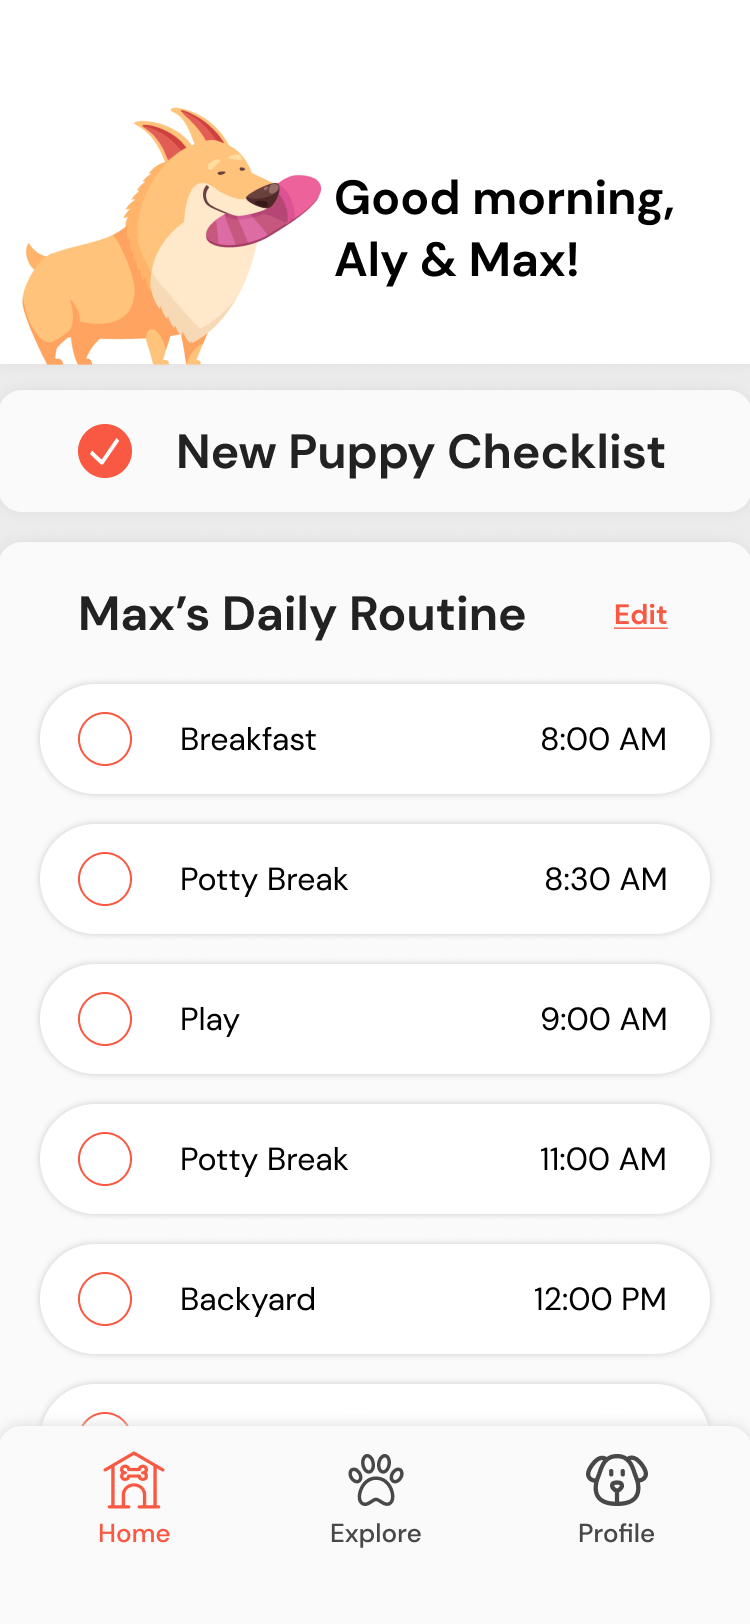 Good morning,
Aly & Max!
New Puppy Checklist
Max’s Daily Routine
Edit
Breakfast 8:00 AM
Potty Break 8:30 AM
Play 9:00 AM
Potty Break 11:00 AM
Backyard 12:00 PM
Home Explore Profile